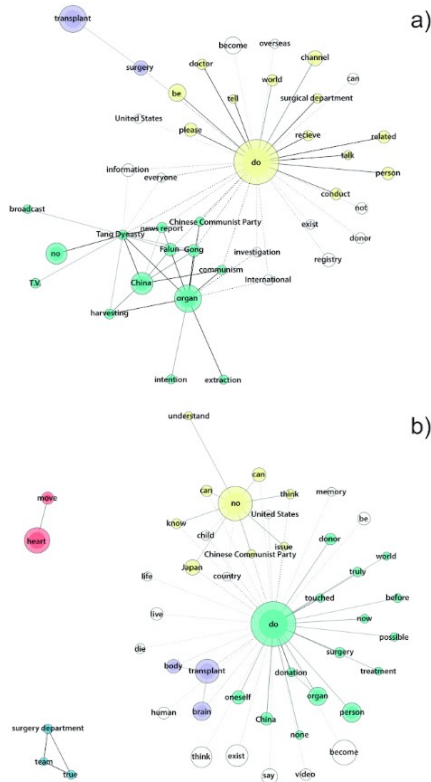 a)
transplant
become
overseas
channel
doctor
surgery
world
can
be
tell
surgical department
United States
recieve
related
please
do
talk
information
person
everyone
conduct
not
broadcast
Chinese Communist Party
exist
donor
news report
Tang Dynasty
no
Falun
Gong
investigation
registry
communism
T.V.
China
International
organ
harvesting
intention
extraction
b)
understand
can
move
can
no
think
memory
United States
be
know
child
issue
donor
heart
Chinese Communist Party
world
Japan
country
truly
life
touched
before
live
now
do
possible
die
surgery
body
transplant
donation
treatment
oneself
organ
human
brain
China
person
surgery department
none
team
think
exist
become
true
say
video